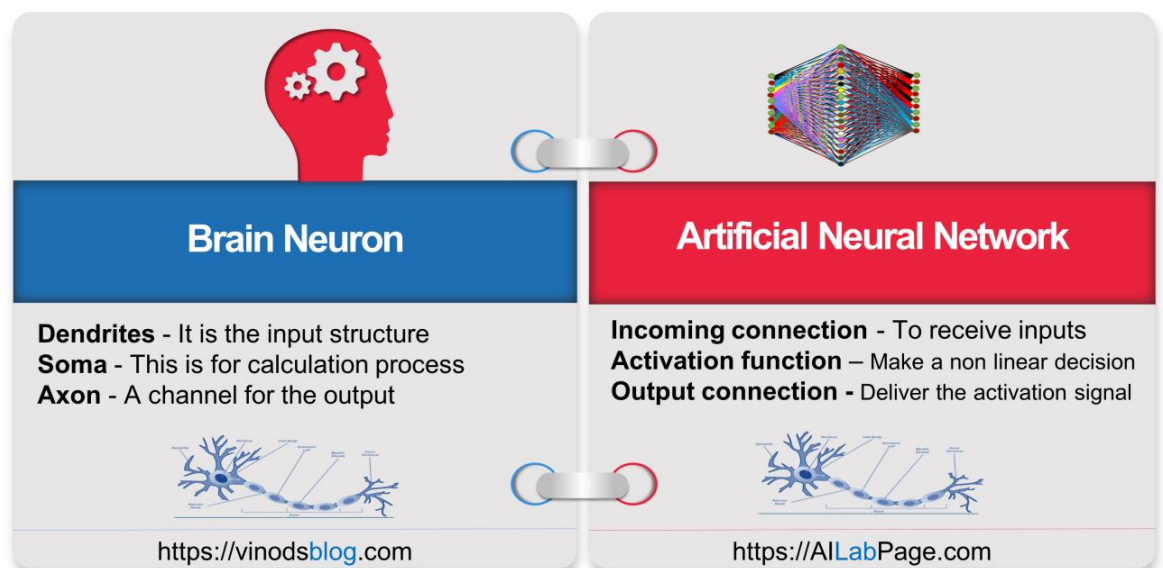 Brain Neuron
Dendrites - It is the input structure
Soma - This is for calculation process
Axon - A channel for the output
https://vinodsblog.com
Artificial Neural Network
Incoming connection - To receive inputs
Activation function – Make a non linear decision
Output connection - Deliver the activation signal
https://AILabPage.com